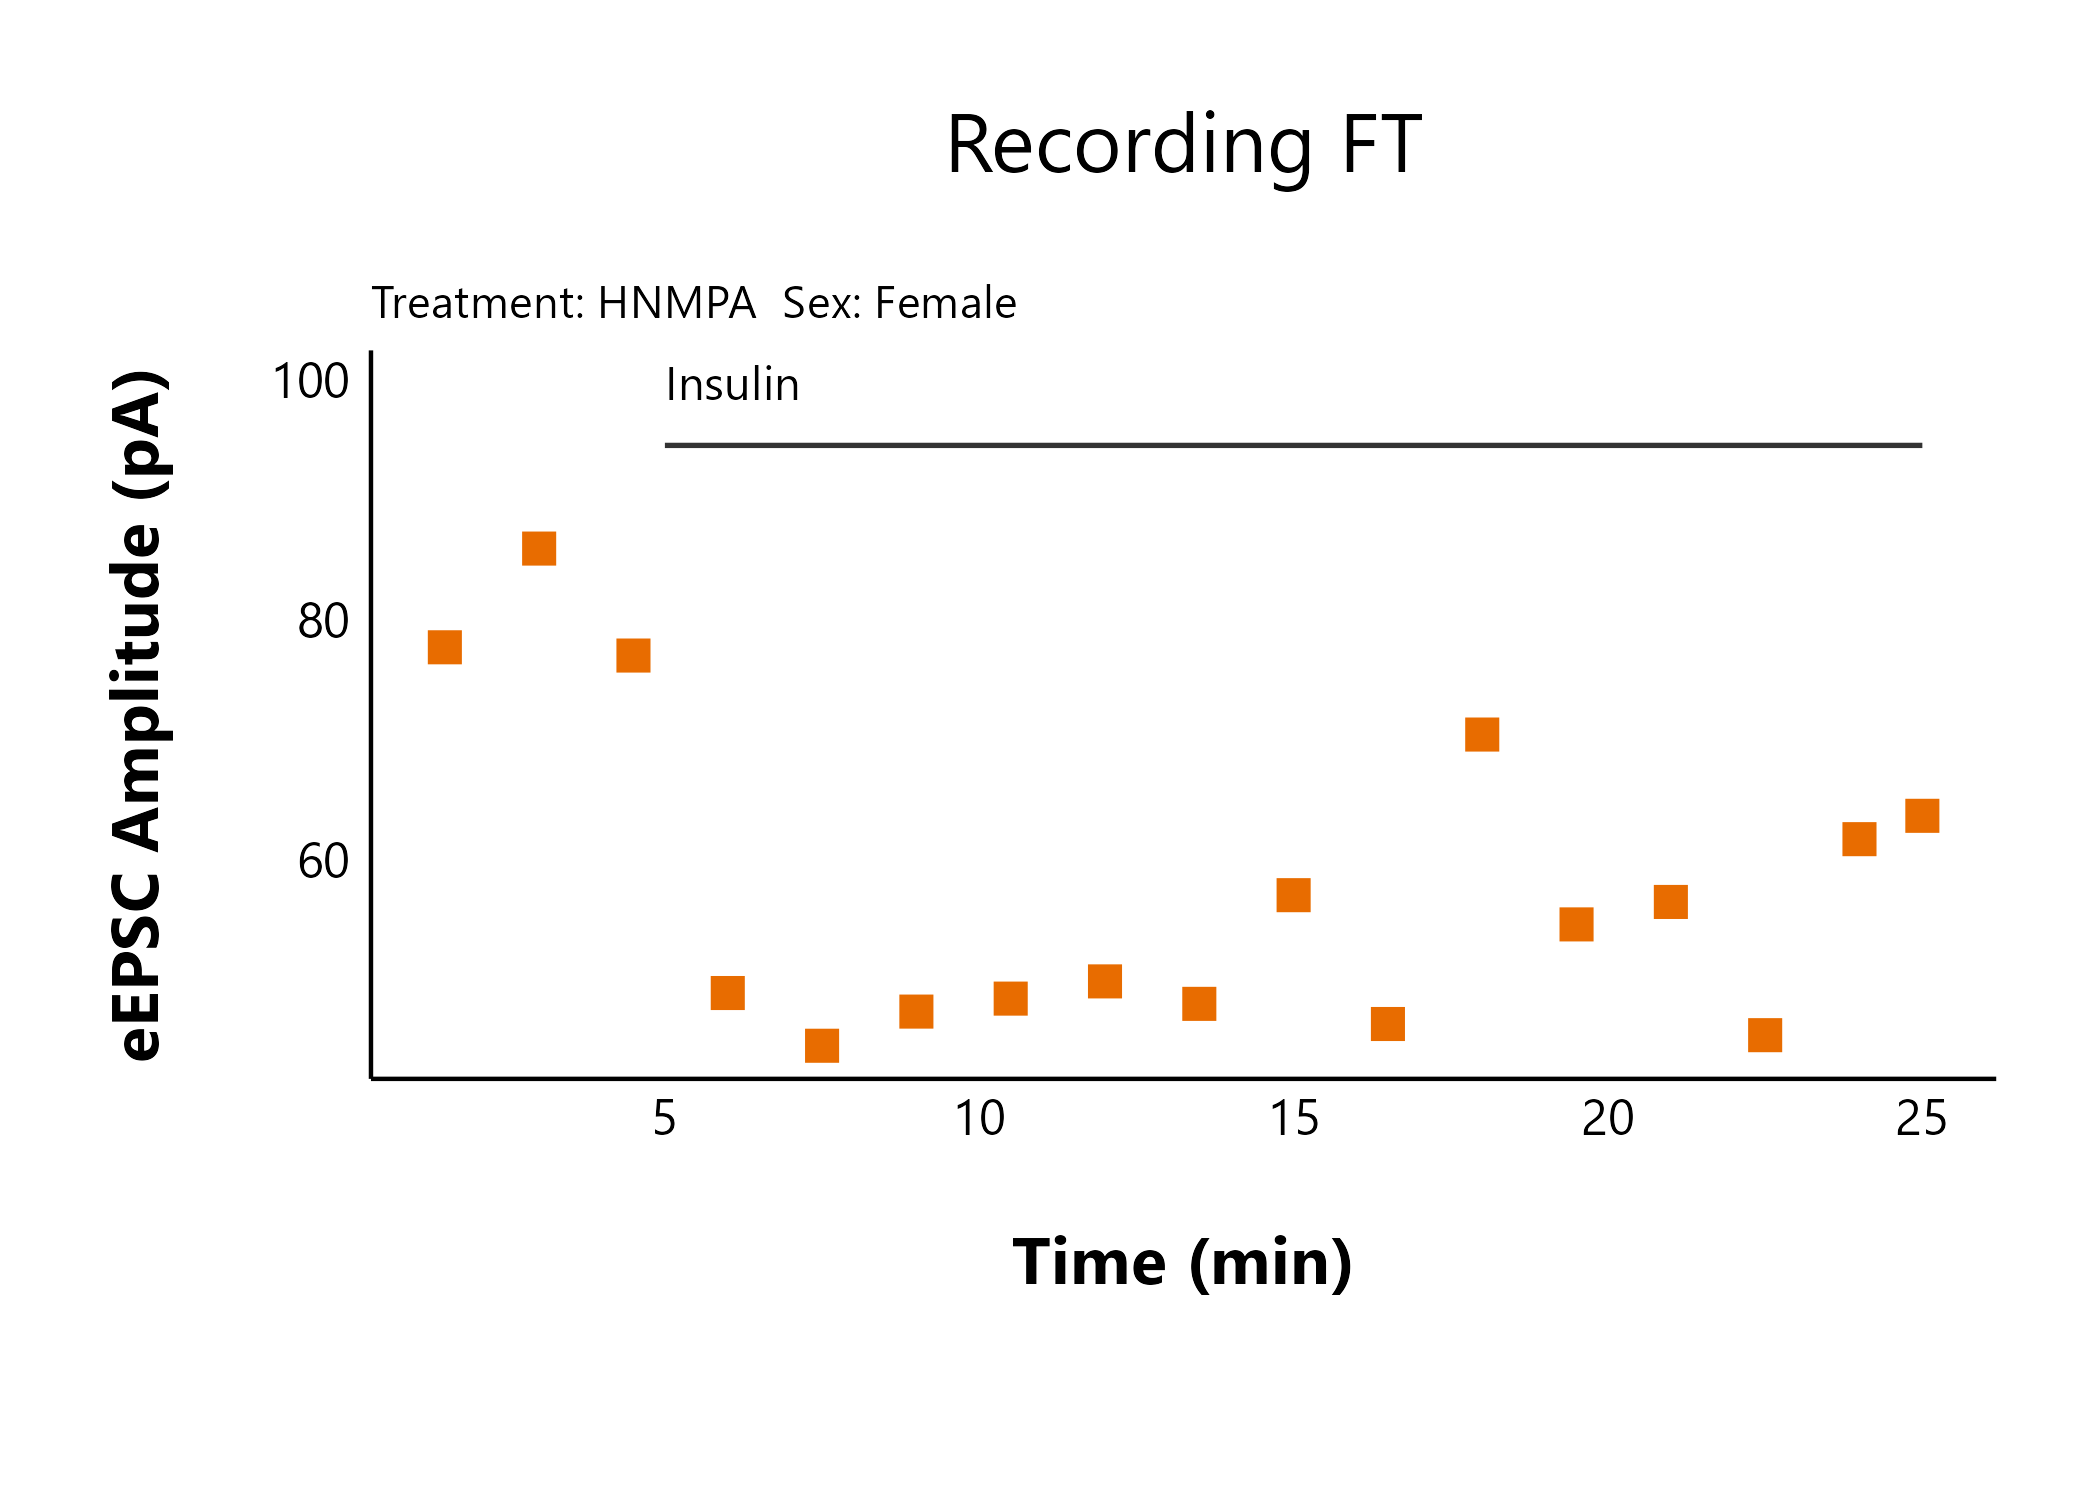 Recording FT
Treatment: HNMPA  Sex: Female
Insulin
eEPSC Amplitude (pA)
100
80
60
5 10 15 20 25
Time (min)